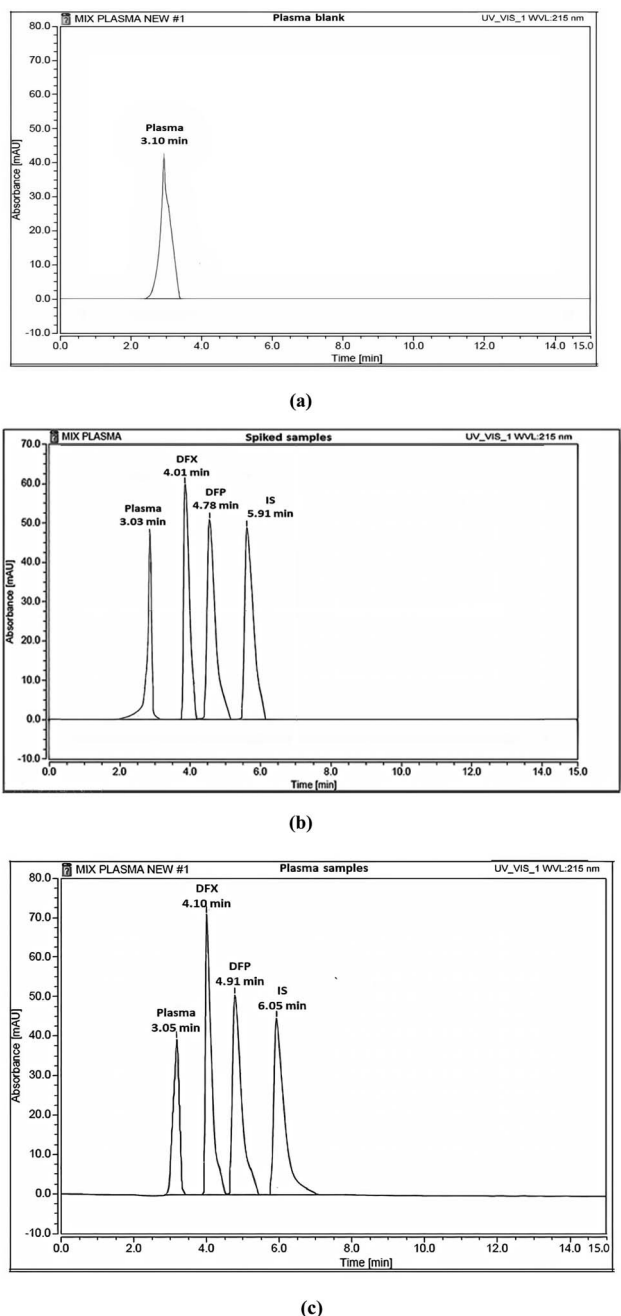 MIX PLASMA NEW #1 Plasma blank UV_VIS_1 WVL:215 nm
80.0
70.0
60.0
50.0
40.0
30.0
20.0
10.0
0.0
-10.0
Absorbance [mAU]
Plasma
3.10 min
0.0 2.0 4.0 6.0 8.0 10.0 12.0 14.0 15.0
Time [min]
(a)
MIX PLASMA Spiked samples UV_VIS_1 WVL:215 nm
70.0
60.0
50.0
40.0
30.0
20.0
10.0
0.0
-10.0
Absorbance [mAU]
Plasma
3.03 min
DFX
4.01 min
DFP
4.78 min
IS
5.91 min
0.0 2.0 4.0 6.0 8.0 10.0 12.0 14.0 15.0
Time [min]
(b)
MIX PLASMA NEW #1 Plasma samples UV_VIS_1 WVL:215 nm
80.0
70.0
60.0
50.0
40.0
30.0
20.0
10.0
0.0
-10.0
Absorbance [mAU]
Plasma
3.05 min
DFX
4.10 min
DFP
4.91 min
IS
6.05 min
0.0 2.0 4.0 6.0 8.0 10.0 12.0 14.0 15.0
Time [min]
(c)